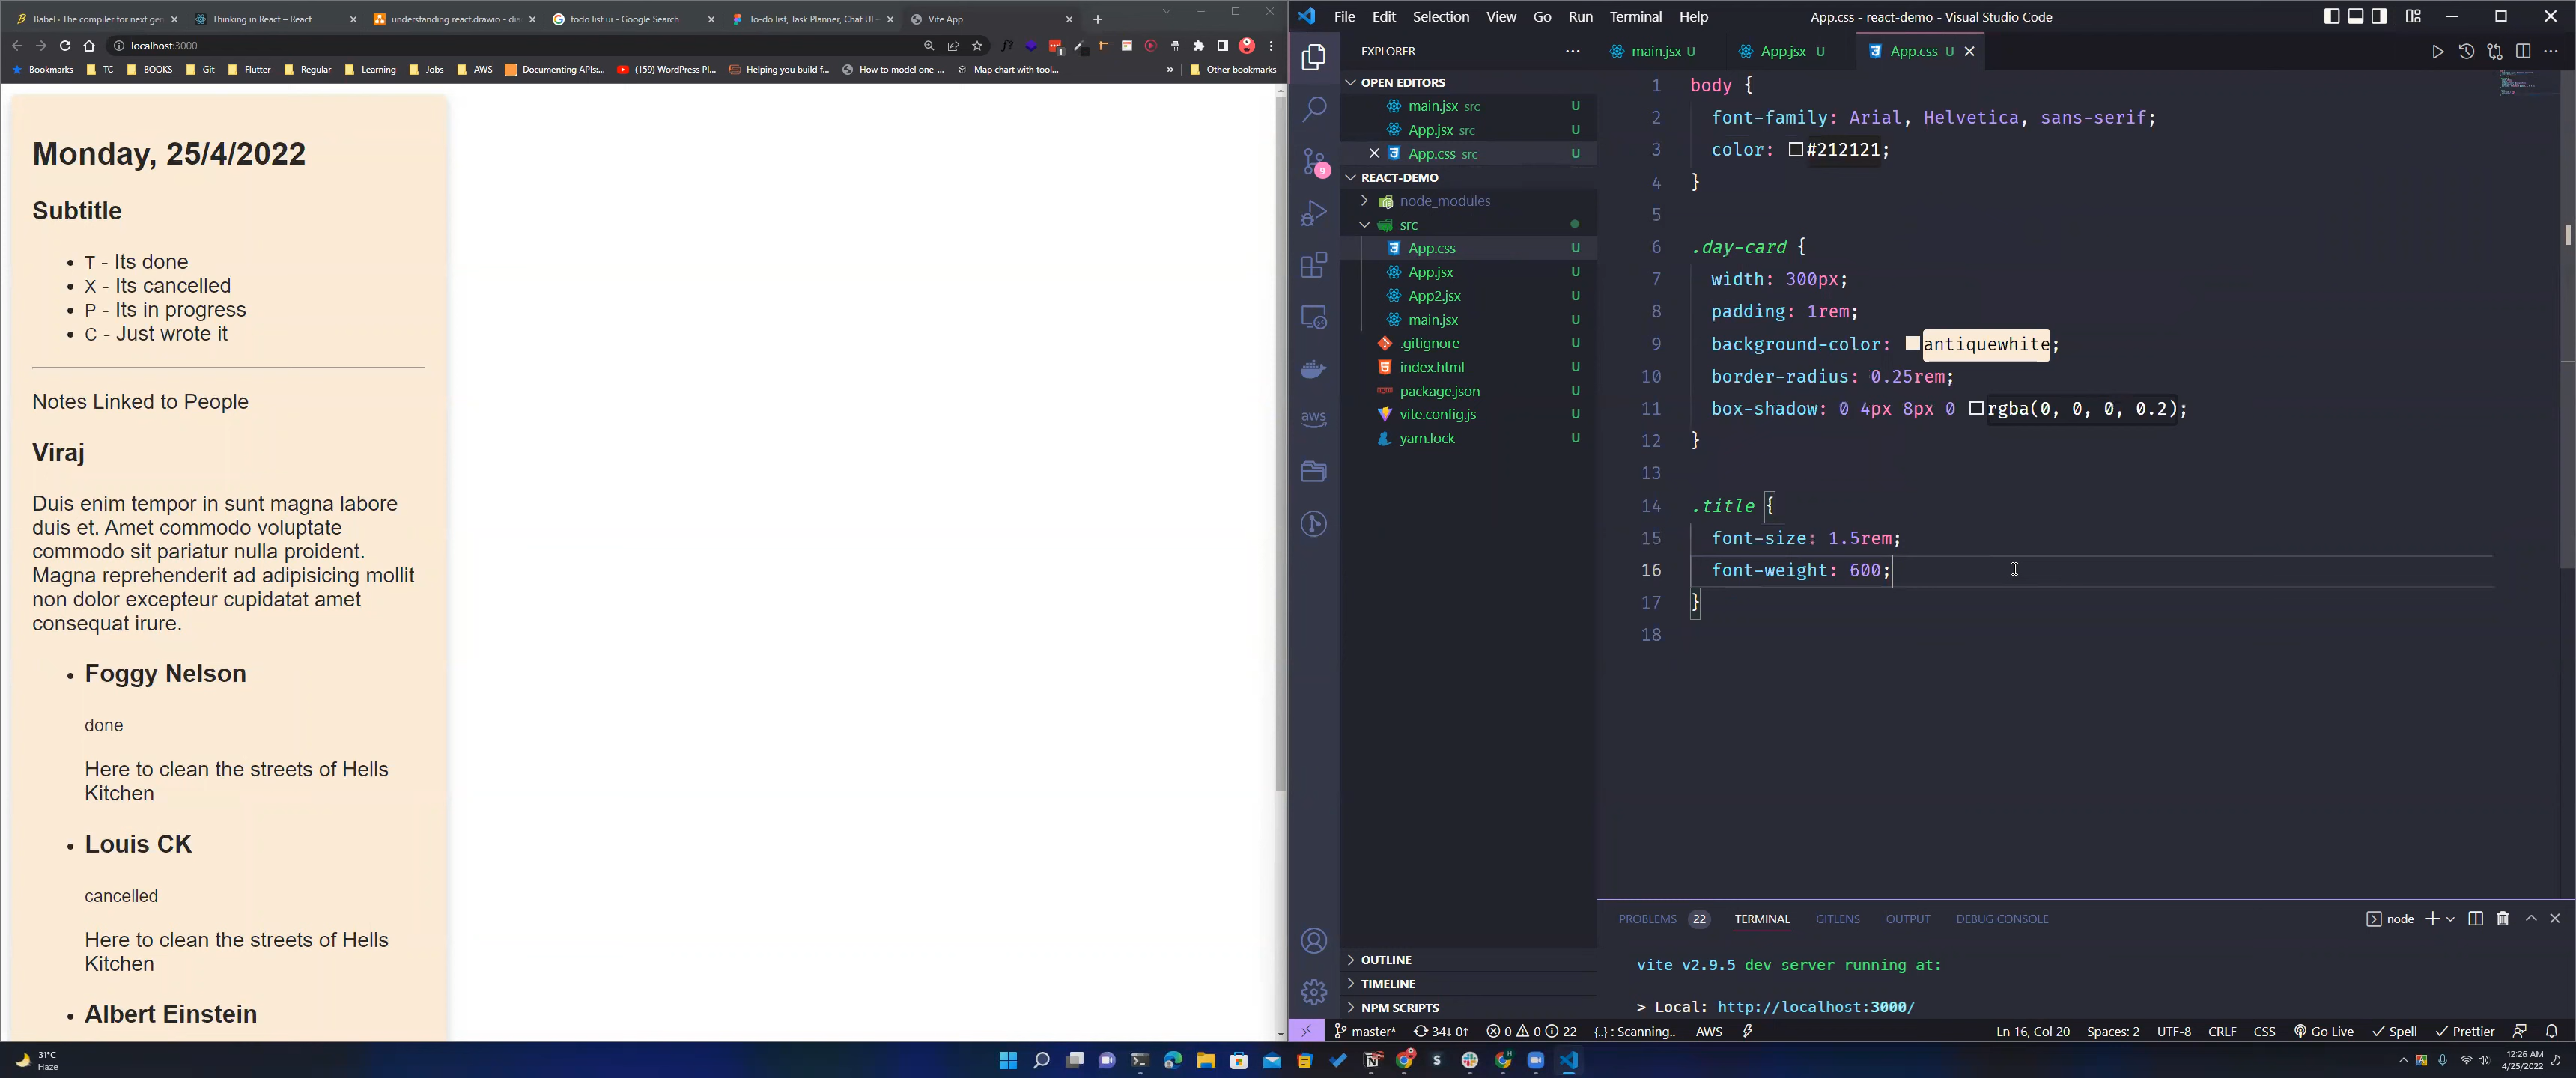 Babel · The compiler for next gen
Thinking in React – React
understanding react.drawio - dia
todo list ui - Google Search
To-do list, Task Planner, Chat UI –
Vite App
localhost:3000
Bookmarks
TC
BOOKS
Git
Flutter
Regular
Learning
Jobs
AWS
Documenting APIs:...
(159) WordPress Pl...
Helping you build f...
How to model one-...
Map chart with tool...
»
Other bookmarks
Monday, 25/4/2022
Subtitle
• T - Its done
• X - Its cancelled
• P - Its in progress
• C - Just wrote it
Notes Linked to People
Viraj
Duis enim tempor in sunt magna labore
duis et. Amet commodo voluptate
commodo sit pariatur nulla proident.
Magna reprehenderit ad adipisicing mollit
non dolor excepteur cupidatat amet
consequat irure.
• Foggy Nelson
done
Here to clean the streets of Hells
Kitchen
• Louis CK
cancelled
Here to clean the streets of Hells
Kitchen
• Albert Einstein
File Edit Selection View Go Run Terminal Help
App.css - react-demo - Visual Studio Code
EXPLORER
OPEN EDITORS
main.jsx src U
App.jsx src U
App.css src U
REACT-DEMO
node_modules
src
App.css U
App.jsx U
App2.jsx U
main.jsx U
.gitignore U
index.html U
package.json U
vite.config.js U
yarn.lock U
OUTLINE
TIMELINE
NPM SCRIPTS
9
aws
main.jsx U
App.jsx U
App.css U
1 body {
2 font-family: Arial, Helvetica, sans-serif;
3 color: #212121;
4 }
5
6 .day-card {
7 width: 300px;
8 padding: 1rem;
9 background-color: antiquewhite;
10 border-radius: 0.25rem;
11 box-shadow: 0 4px 8px 0 rgba(0, 0, 0, 0.2);
12 }
13
14 .title {
15 font-size: 1.5rem;
16 font-weight: 600;
17 }
18
PROBLEMS 22 TERMINAL GITLENS OUTPUT DEBUG CONSOLE
node
vite v2.9.5 dev server running at:
> Local: http://localhost:3000/
master* 34↓ 0↑ 0 0 22 {..} : Scanning.. AWS
Ln 16, Col 20 Spaces: 2 UTF-8 CRLF CSS Go Live Spell Prettier
31°C
Haze
12:26 AM
4/25/2022